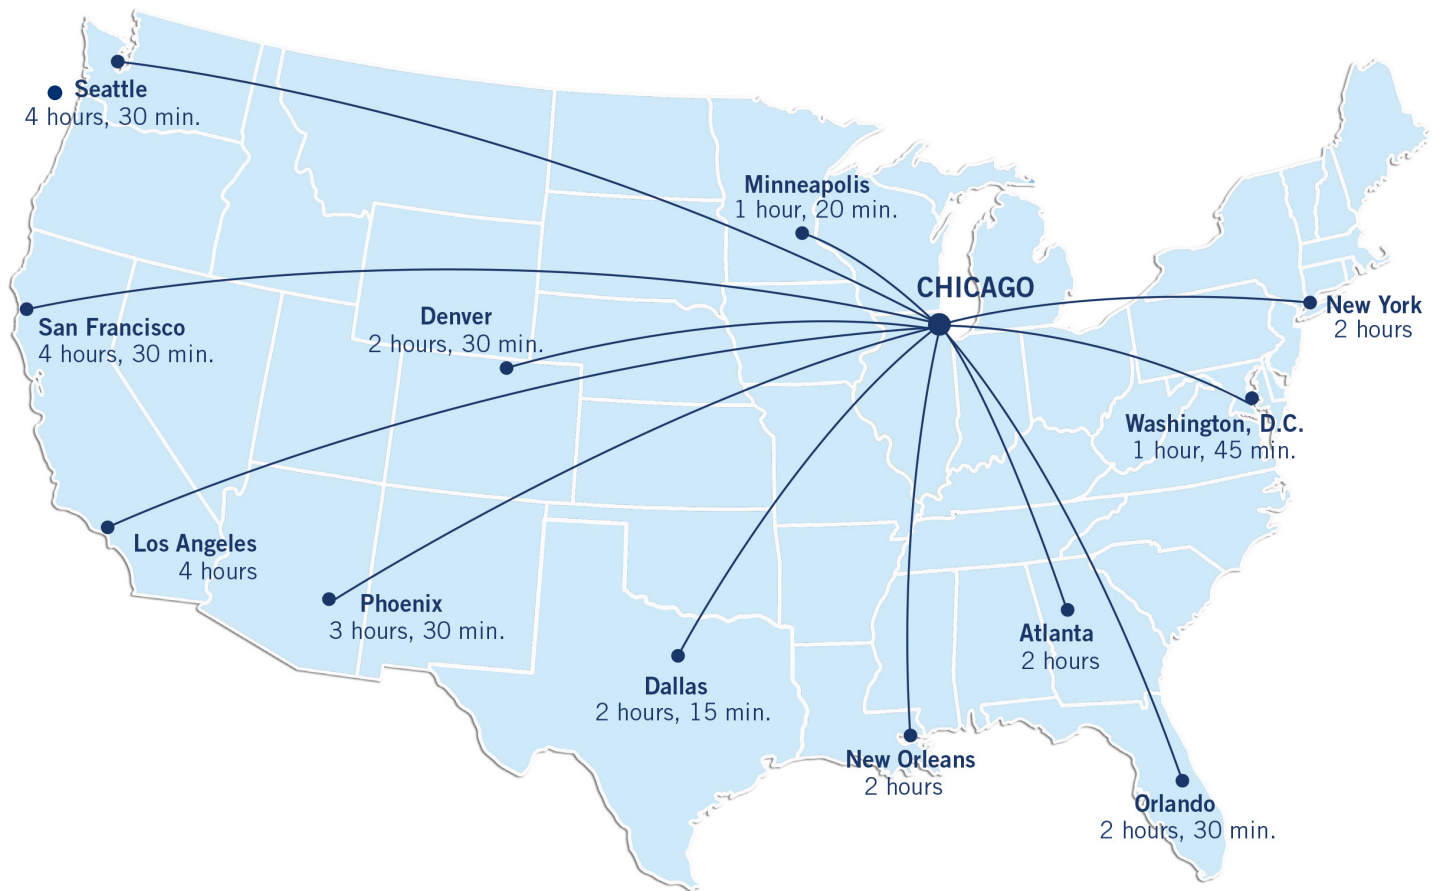 Seattle
4 hours, 30 min.
Minneapolis
1 hour, 20 min.
CHICAGO
New York
2 hours
San Francisco
4 hours, 30 min.
Denver
2 hours, 30 min.
Washington, D.C.
1 hour, 45 min.
Los Angeles
4 hours
Phoenix
3 hours, 30 min.
Atlanta
2 hours
Dallas
2 hours, 15 min.
New Orleans
2 hours
Orlando
2 hours, 30 min.